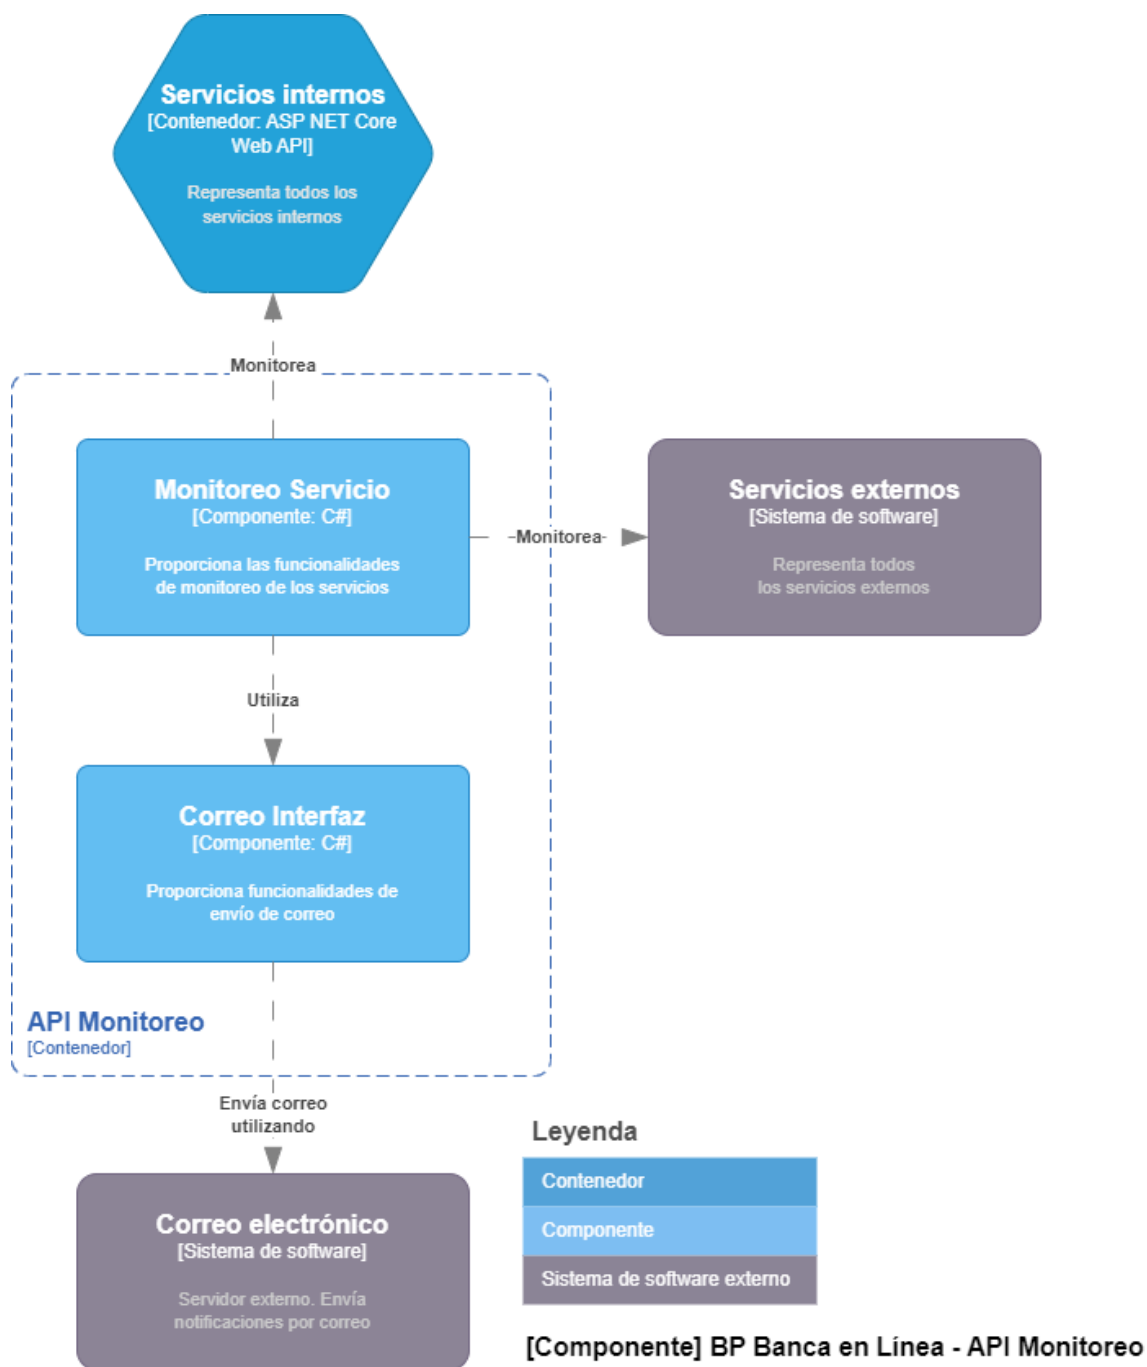 Servicios internos
[Contenedor: ASP NET Core
Web API]
Representa todos los
servicios internos
Monitorea
Monitoreo Servicio
[Componente: C#]
Proporciona las funcionalidades
de monitoreo de los servicios
Monitorea
Servicios externos
[Sistema de software]
Representa todos
los servicios externos
Utiliza
Correo Interfaz
[Componente: C#]
Proporciona funcionalidades de
envío de correo
API Monitoreo
[Contenedor]
Envía correo
utilizando
Correo electrónico
[Sistema de software]
Servidor externo. Envía
notificaciones por correo
Leyenda
Contenedor
Componente
Sistema de software externo
[Componente] BP Banca en Línea - API Monitoreo